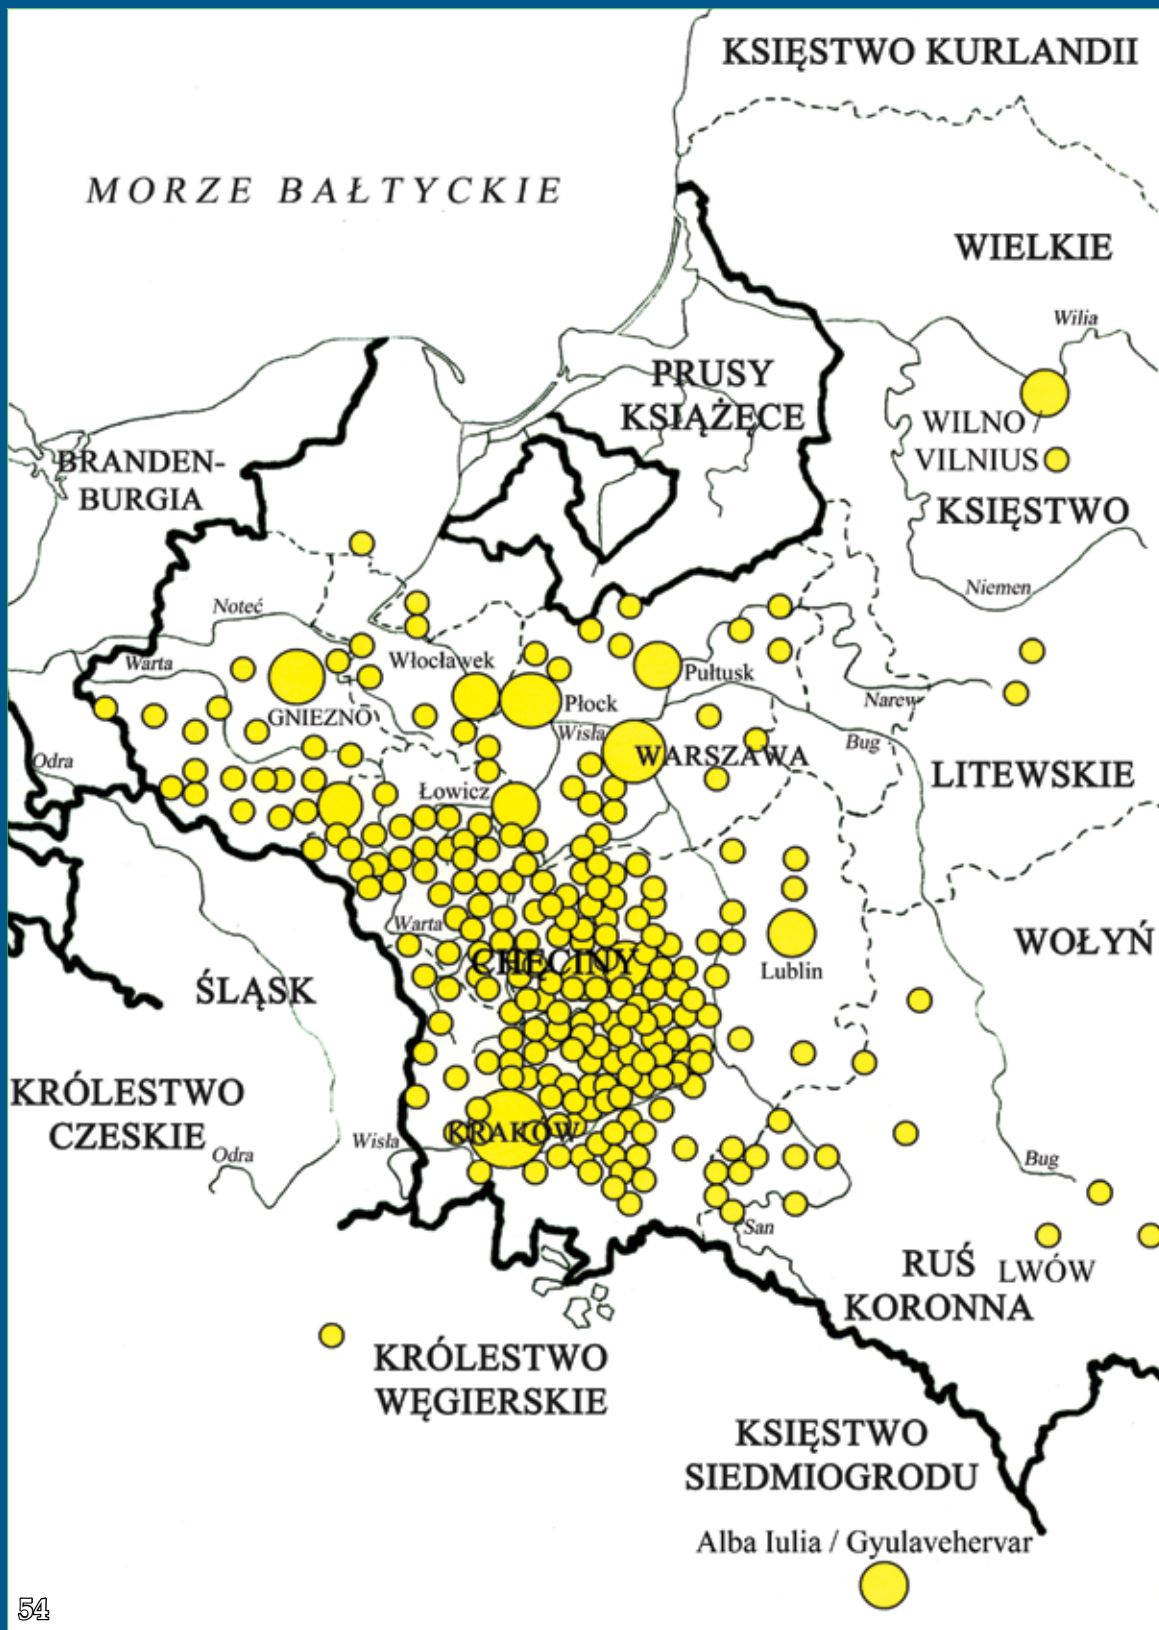 KSIĘSTWO KURLANDII
MORZE BAŁTYCKIE
WIELKIE
Wilia
PRUSY
KSIĄŻĘCE
WILNO /
VILNIUS
BRANDEN-
BURGIA
KSIĘSTWO
Niemen
Noteć
Warta
Włocławek
Pułtusk
GNIEZNO
Płock
Narew
Wisła
Bug
Odra
WARSZAWA
LITEWSKIE
Łowicz
Warta
WOŁYŃ
CHĘCINY
Lublin
ŚLĄSK
KRÓLESTWO
CZESKIE
KRAKÓW
Wisła
Odra
Bug
San
RUŚ
KORONNA
LWÓW
KRÓLESTWO
WĘGIERSKIE
KSIĘSTWO
SIEDMIOGRODU
Alba Iulia / Gyulavehervar
54